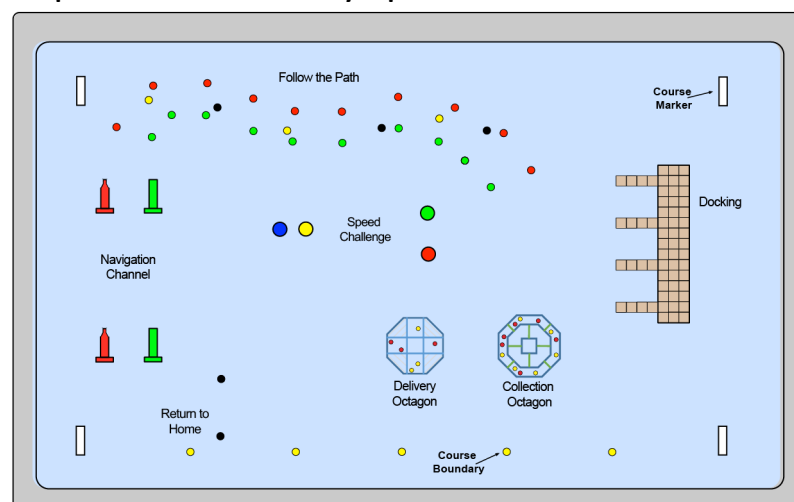 Follow the Path
Course
Marker
Docking
Speed
Challenge
Navigation
Channel
Delivery
Octagon
Collection
Octagon
Return to
Home
Course
Boundary